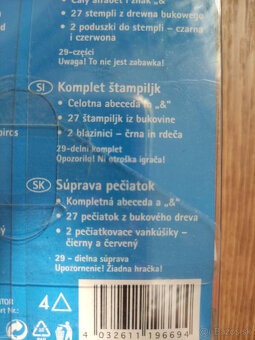 Cały alfabet i znak „&"
• 27 stempli z drewna bukowego
• 2 poduszki do stempli – czarna
i czerwona
29-części
Uwaga! To nie jest zabawka!
SI Komplet štampiljk
• Celotna abeceda in „&"
• 27 štampiljk iz bukovine
• 2 blazinici – črna in rdeča
29-delni komplet
Opozorilo! Ni otroška igrača!
SK Súprava pečiatok
• Kompletná abeceda a „&"
• 27 pečiatok z bukového dreva
• 2 pečiatkovace vankúšiky –
čierny a červený
29 – dielna súprava
Upozornenie! Žiadna hračka!
4
4 032611 196694